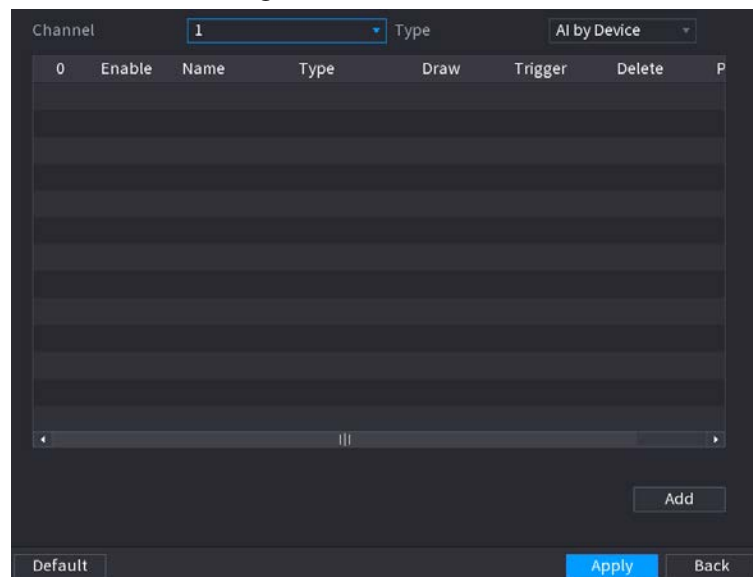 Channel 1 Type AI by Device
0 Enable Name Type Draw Trigger Delete P
Add
Default Apply Back